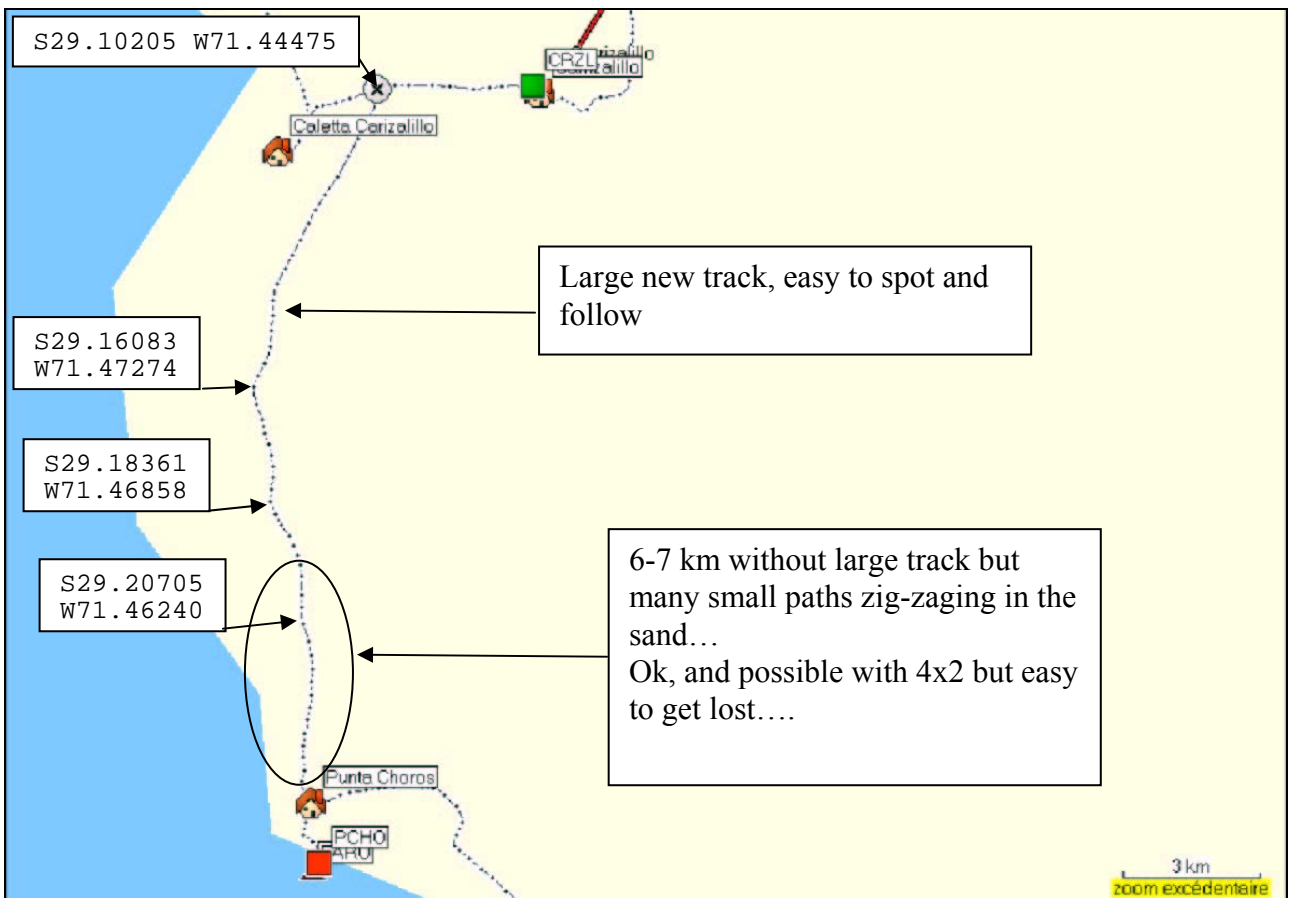 S29.10205 W71.44475
CRZL
Caletta Carizalillo
Large new track, easy to spot and
follow
S29.16083
W71.47274
S29.18361
W71.46858
S29.20705
W71.46240
6-7 km without large track but
many small paths zig-zaging in the
sand…
Ok, and possible with 4x2 but easy
to get lost….
Punta Choros
PCHO
3 km
zoom excédentaire